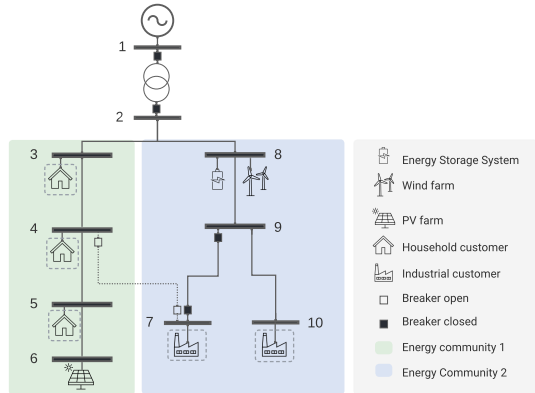 1
2
3
8
4
9
5
7
10
6
Energy Storage System
Wind farm
PV farm
Household customer
Industrial customer
Breaker open
Breaker closed
Energy community 1
Energy Community 2